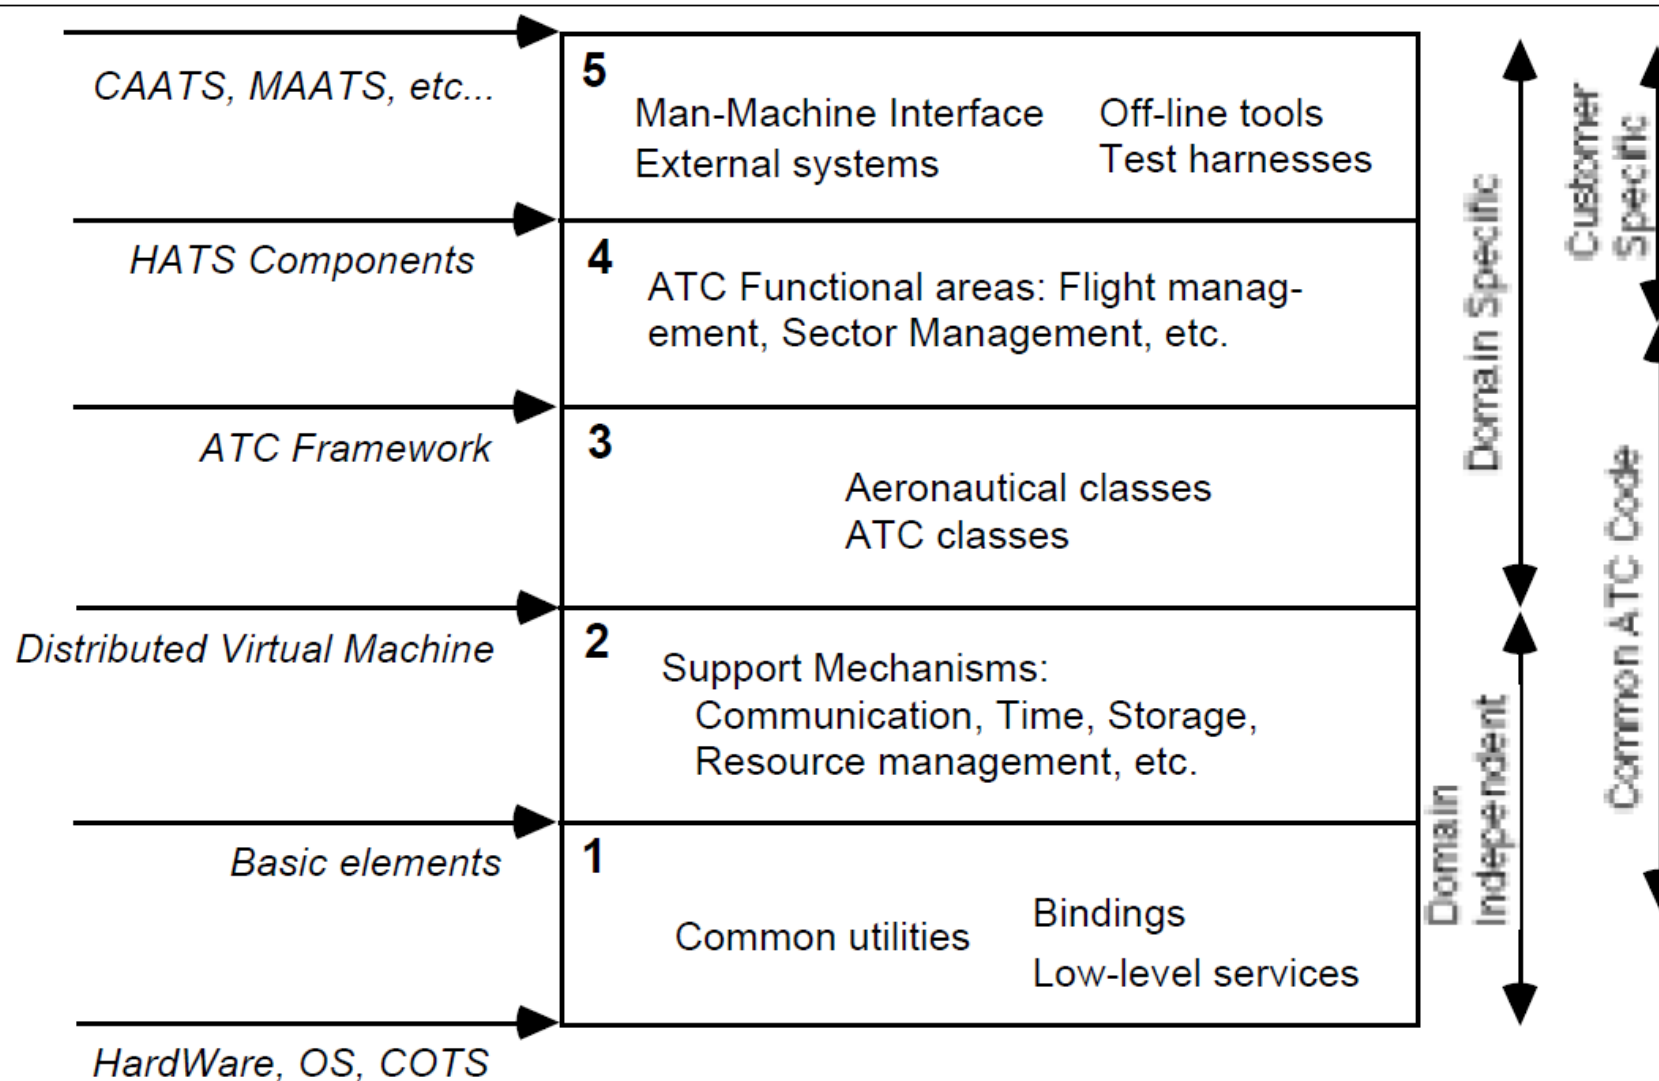 CAATS, MAATS, etc...
5
Man-Machine Interface
External systems
Off-line tools
Test harnesses
HATS Components
4
ATC Functional areas: Flight manag-
ement, Sector Management, etc.
ATC Framework
3
Aeronautical classes
ATC classes
Distributed Virtual Machine
2
Support Mechanisms:
Communication, Time, Storage,
Resource management, etc.
Basic elements
1
Common utilities
Bindings
Low-level services
HardWare, OS, COTS
Domain Specific
Domain
Independent
Customer
Specific
Common ATC Code